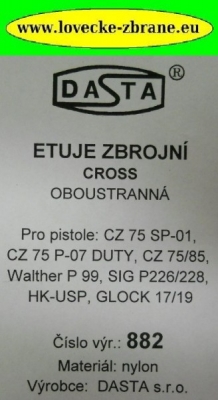 www.lovecke-zbrane.eu
DASTA ®
ETUJE ZBROJNÍ
CROSS
OBOUSTRANNÁ
Pro pistole: CZ 75 SP-01,
CZ 75 P-07 DUTY, CZ 75/85,
Walther P 99, SIG P226/228,
HK-USP, GLOCK 17/19
Číslo výr.: 882
Materiál: nylon
Výrobce: DASTA s.r.o.